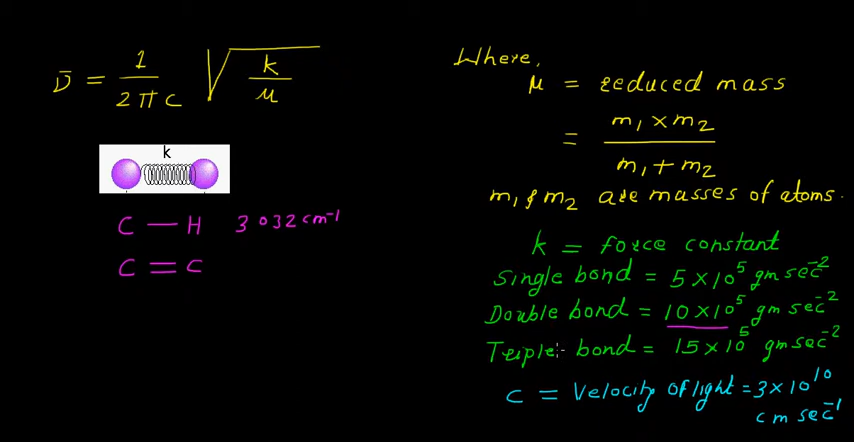 ν̄ = 1 / 2πc √ k / μ
k
C — H 3032 cm⁻¹
C = C
Where,
μ = reduced mass
= m₁ × m₂ / m₁ + m₂
m₁ & m₂ are masses of atoms.
k = force constant
Single bond = 5 × 10⁵ gm sec⁻²
Double bond = 10 × 10⁵ gm sec⁻²
Triple bond = 15 × 10⁵ gm sec⁻²
c = Velocity of light = 3 × 10¹⁰
cm sec⁻¹